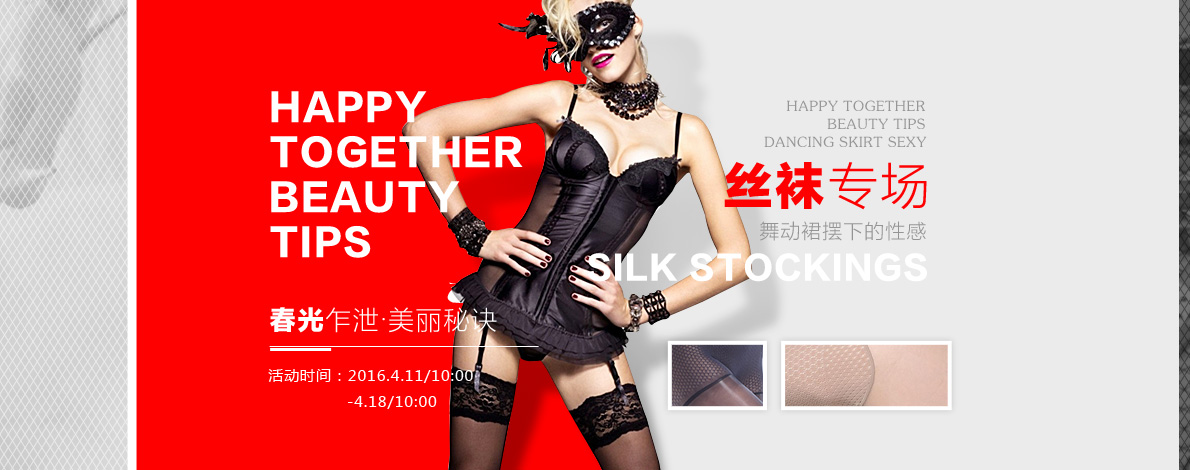 HAPPY
TOGETHER
BEAUTY
TIPS
春光乍泄·美丽秘诀
活动时间：2016.4.11/10:00
-4.18/10:00
HAPPY TOGETHER
BEAUTY TIPS
DANCING SKIRT SEXY
丝袜专场
舞动裙摆下的性感
SILK STOCKINGS